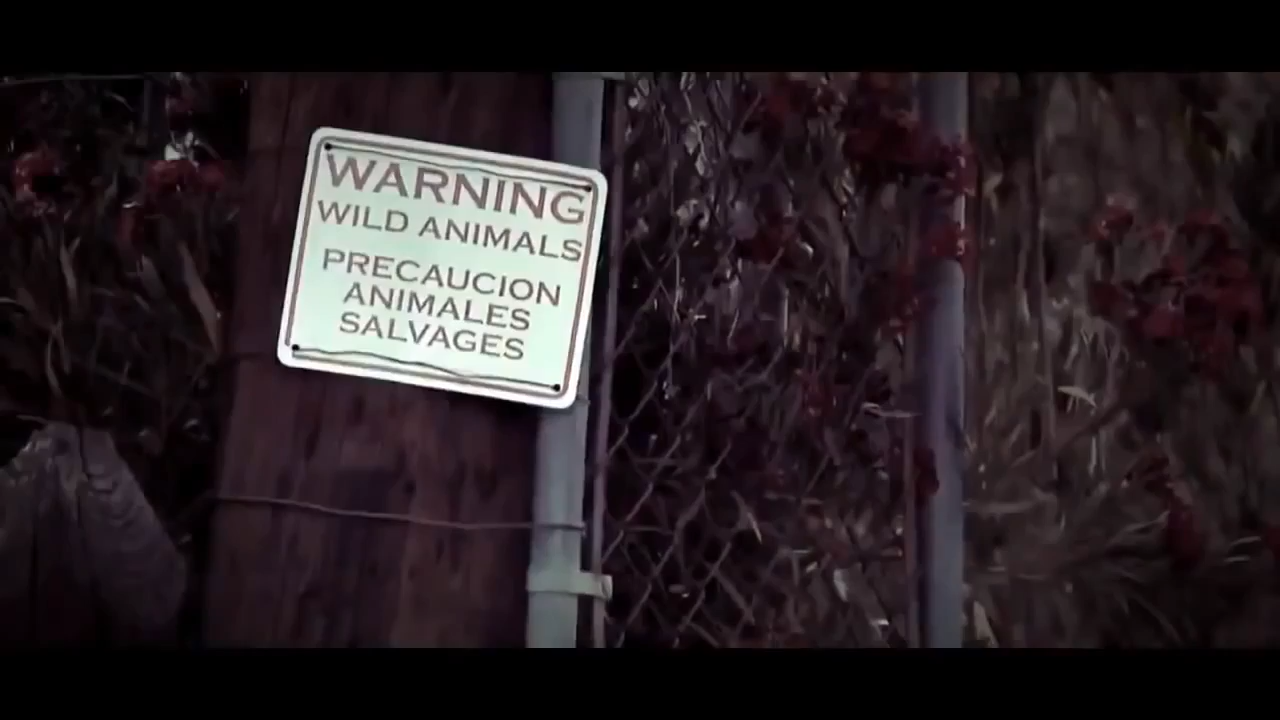 WARNING
WILD ANIMALS
PRECAUCION
ANIMALES
SALVAGES